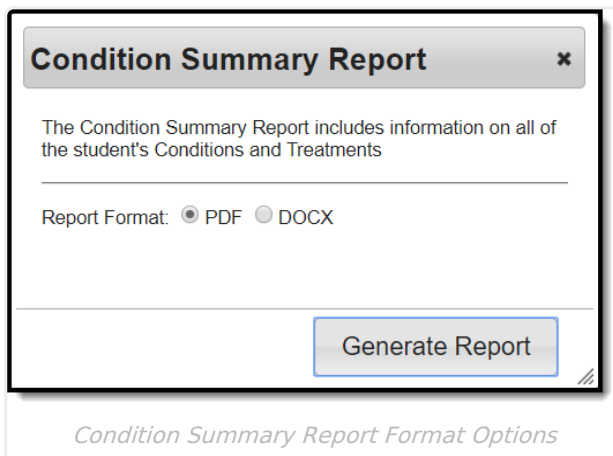 Condition Summary Report ×
The Condition Summary Report includes information on all of
the student's Conditions and Treatments
Report Format: PDF DOCX
Generate Report
Condition Summary Report Format Options